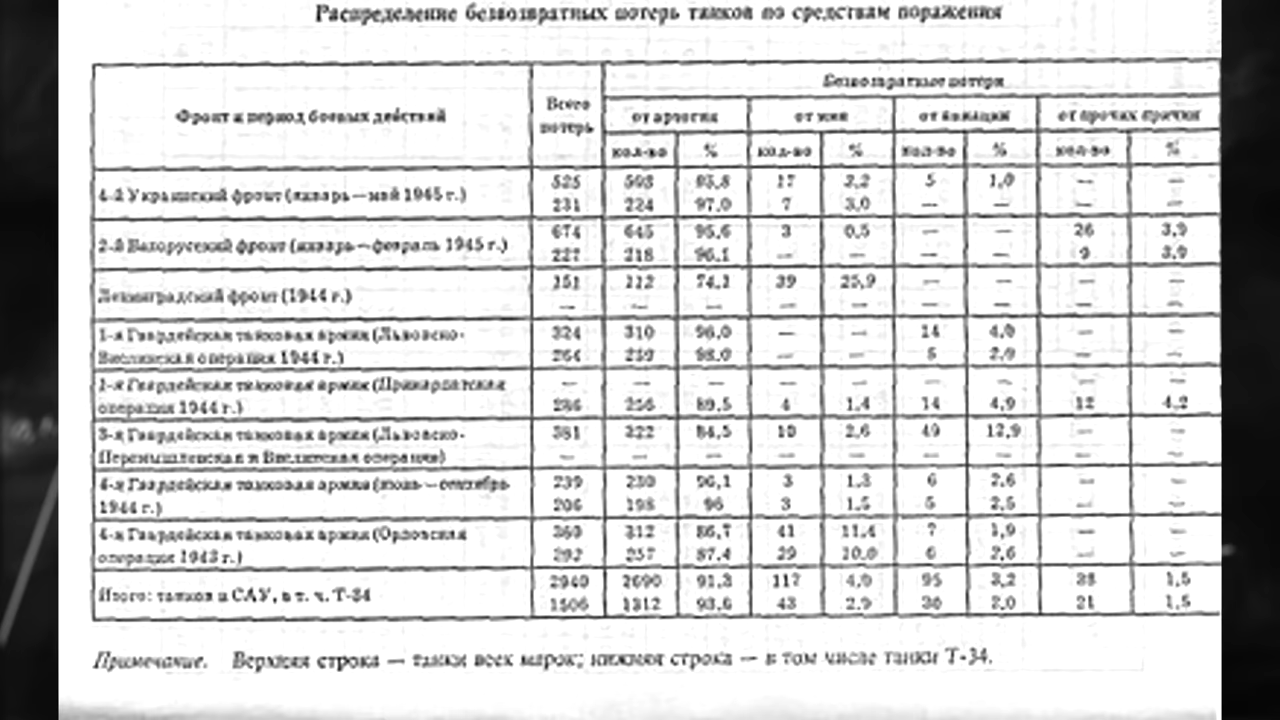 Распределение безвозвратных потерь танков по средствам поражения
Фронт и период боевых действий Всего потерь Безвозвратные потери
от артогня от мин от авиации от прочих причин
кол-во % кол-во % кол-во % кол-во %
4-й Украинский фронт (январь—май 1945 г.) 525 503 95,8 17 3,2 5 1,0 — —
231 224 97,0 7 3,0 — — — —
2-й Белорусский фронт (январь—февраль 1945 г.) 674 645 95,6 3 0,5 — — 26 3,9
227 218 96,1 — — — — 9 3,9
Ленинградский фронт (1944 г.) 151 112 74,1 39 25,9 — — — —
— — — — — — — — —
1-я Гвардейская танковая армия (Львовско- 324 310 96,0 — — 14 4,0 — —
Вислинская операция 1944 г.) 264 259 98,0 — — 5 2,0 — —
1-я Гвардейская танковая армия (Прикарпатская — — — — — — — — —
операция 1944 г.) 286 256 89,5 4 1,4 14 4,9 12 4,2
3-я Гвардейская танковая армия (Львовско- 381 322 84,5 10 2,6 49 12,9 — —
Перемышленская и Вислинская операции) — — — — — — — — —
4-я Гвардейская танковая армия (июль—сентябрь 239 230 96,1 3 1,3 6 2,6 — —
1944 г.) 206 198 96 3 1,5 5 2,5 — —
4-я Гвардейская танковая армия (Орловская 360 312 86,7 41 11,4 7 1,9 — —
операция 1943 г.) 292 257 87,4 29 10,0 6 2,6 — —
Итого: танков и САУ, в т. ч. Т-34 2940 2690 91,3 117 4,0 95 3,2 38 1,5
1506 1312 93,6 43 2,9 30 2,0 21 1,5
Примечание. Верхняя строка — танки всех марок; нижняя строка — в том числе танки Т-34.